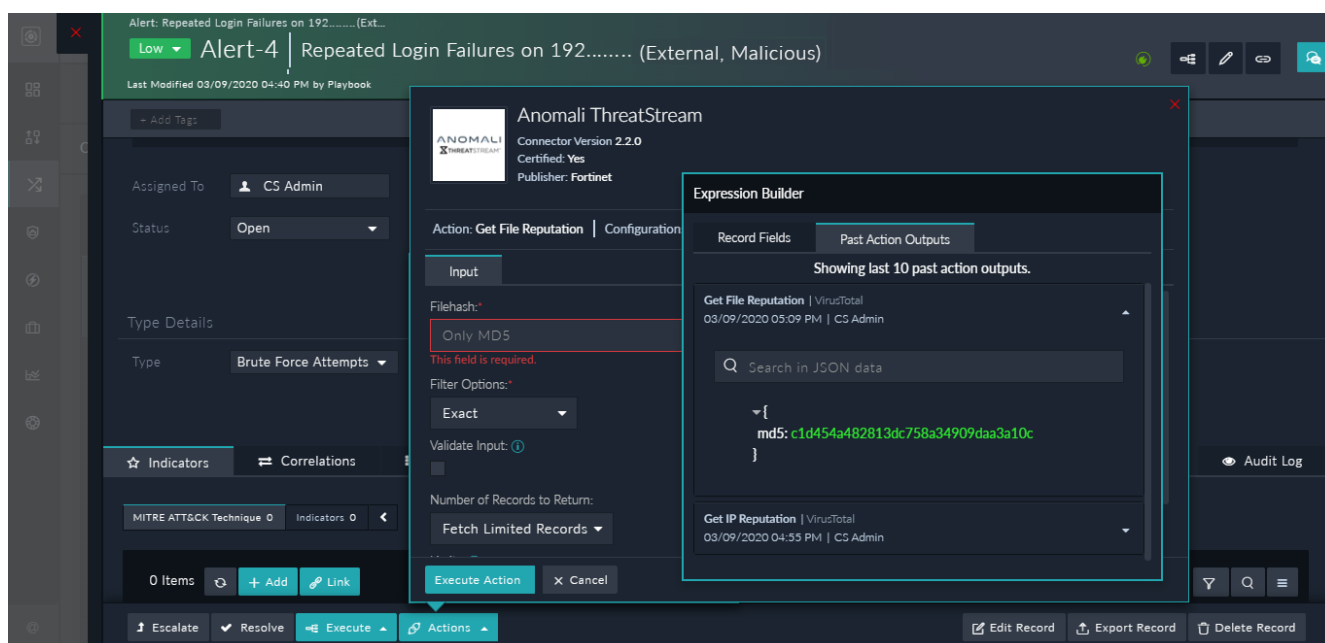 Alert: Repeated Login Failures on 192........(Ext...
Low Alert-4 Repeated Login Failures on 192........ (External, Malicious)
Last Modified 03/09/2020 04:40 PM by Playbook
+ Add Tags
Assigned To CS Admin
Status Open
Type Details
Type Brute Force Attempts
Indicators Correlations Audit Log
MITRE ATT&CK Technique 0 Indicators 0
0 Items + Add Link
Escalate Resolve Execute Actions Edit Record Export Record Delete Record
ANOMALI
THREATSTREAM
Anomali ThreatStream
Connector Version 2.2.0
Certified: Yes
Publisher: Fortinet
Action: Get File Reputation | Configuration
Input
Filehash:*
Only MD5
This field is required.
Filter Options:*
Exact
Validate Input:
Number of Records to Return:
Fetch Limited Records
Execute Action X Cancel
Expression Builder
Record Fields Past Action Outputs
Showing last 10 past action outputs.
Get File Reputation | VirusTotal
03/09/2020 05:09 PM | CS Admin
Search in JSON data
{
md5: c1d454a482813dc758a34909daa3a10c
}
Get IP Reputation | VirusTotal
03/09/2020 04:55 PM | CS Admin